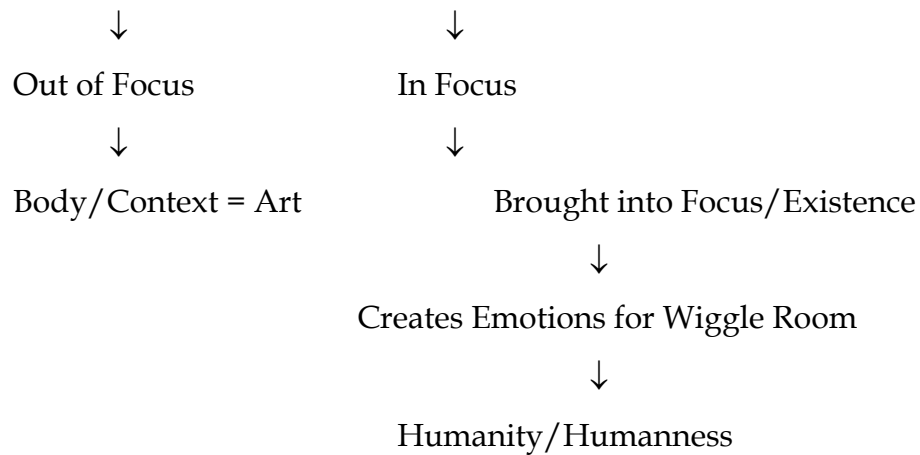 ↓ ↓
Out of Focus In Focus
↓ ↓
Body/Context = Art Brought into Focus/Existence
↓
Creates Emotions for Wiggle Room
↓
Humanity/Humanness